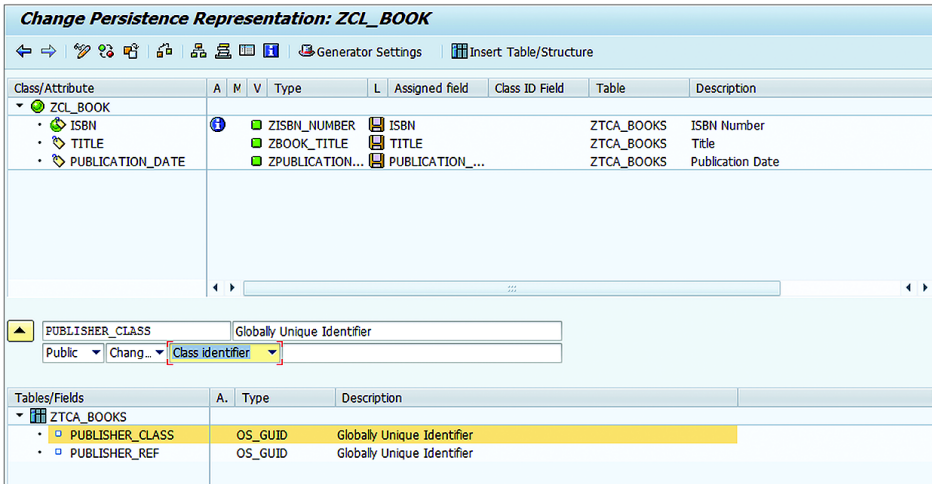 Change Persistence Representation: ZCL_BOOK
Generator Settings Insert Table/Structure
Class/Attribute A M V Type L Assigned field Class ID Field Table Description
ZCL_BOOK
ISBN ZISBN_NUMBER ISBN ZTCA_BOOKS ISBN Number
TITLE ZBOOK_TITLE TITLE ZTCA_BOOKS Title
PUBLICATION_DATE ZPUBLICATION... PUBLICATION_... ZTCA_BOOKS Publication Date
PUBLISHER_CLASS Globally Unique Identifier
Public Chang... Class identifier
Tables/Fields A. Type Description
ZTCA_BOOKS
PUBLISHER_CLASS OS_GUID Globally Unique Identifier
PUBLISHER_REF OS_GUID Globally Unique Identifier